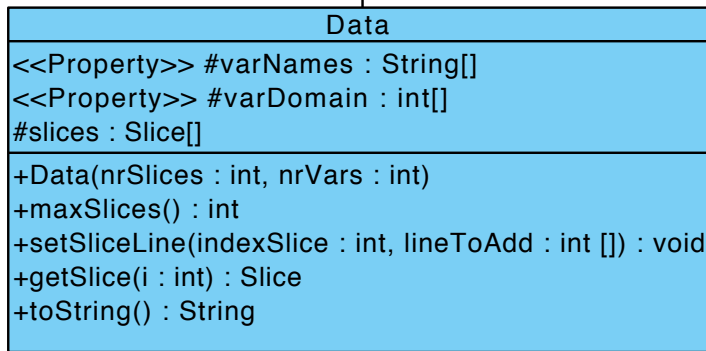 Data
<<Property>> #varNames : String[]
<<Property>> #varDomain : int[]
#slices : Slice[]
+Data(nrSlices : int, nrVars : int)
+maxSlices() : int
+setSliceLine(indexSlice : int, lineToAdd : int []) : void
+getSlice(i : int) : Slice
+toString() : String